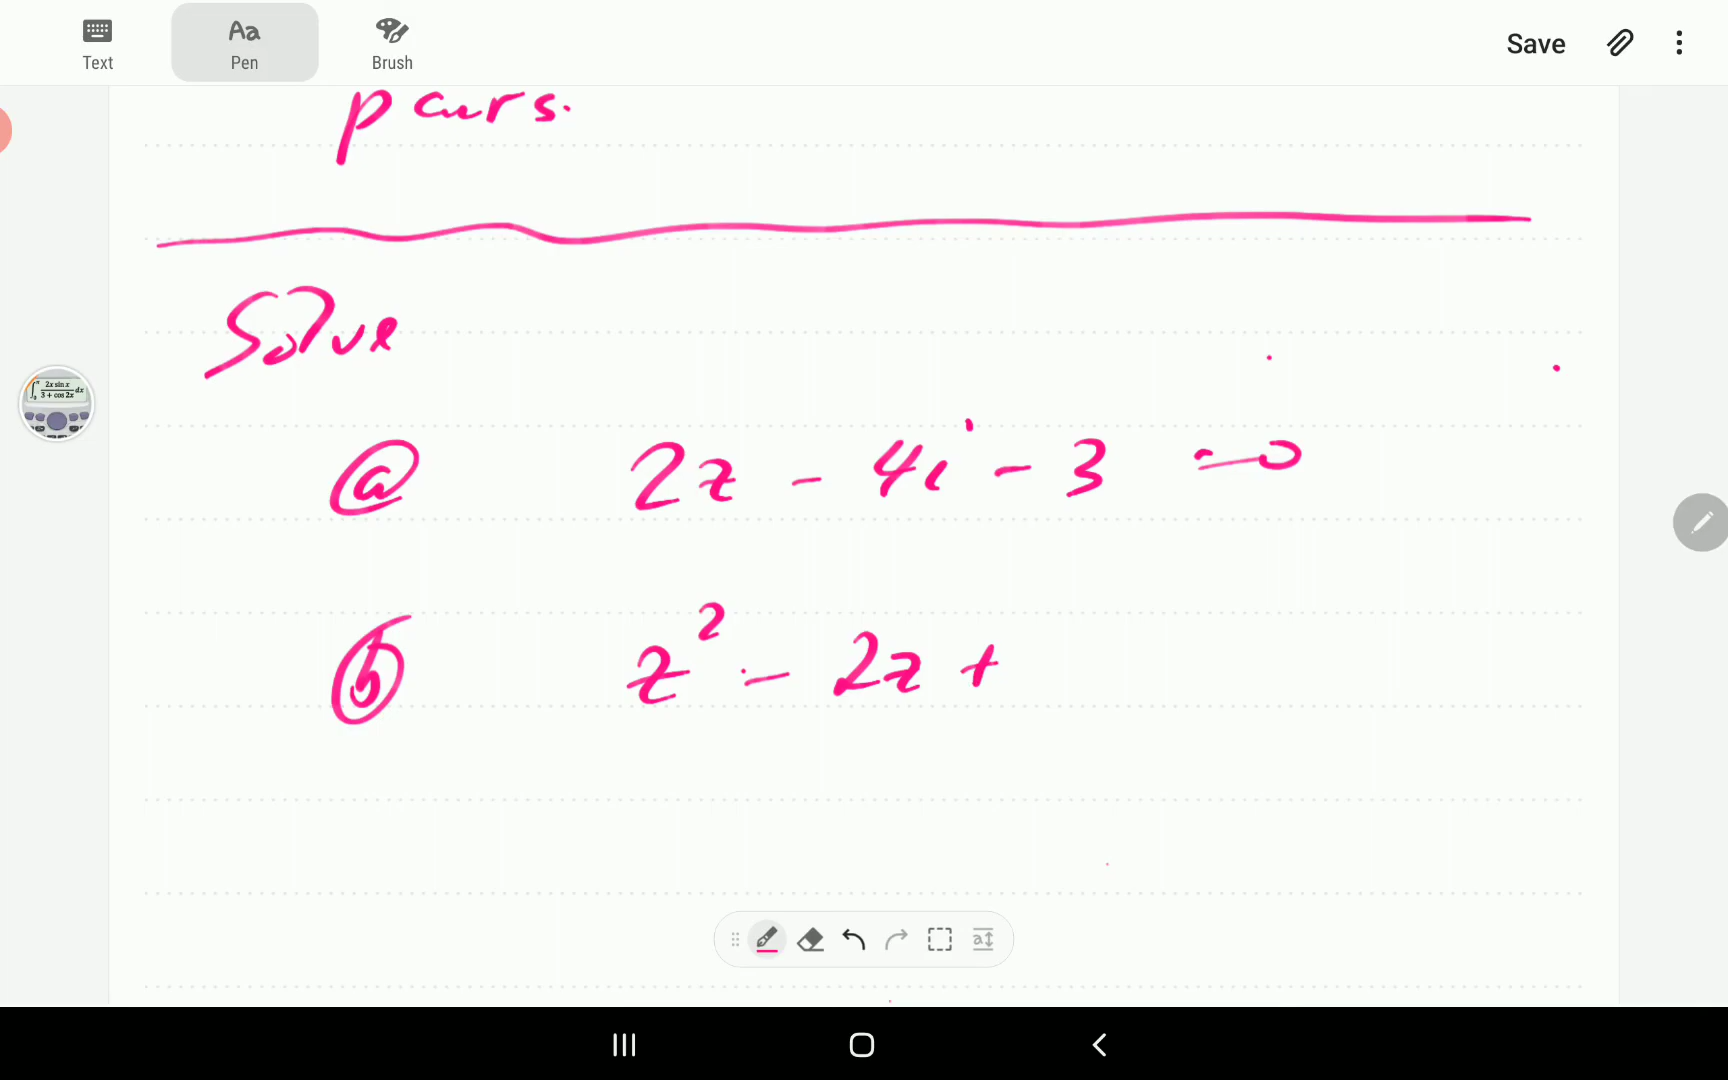 Text Pen Brush Save
pairs.
Solve
(a) 2z - 4i - 3 = 0
(b) z² - 2z +